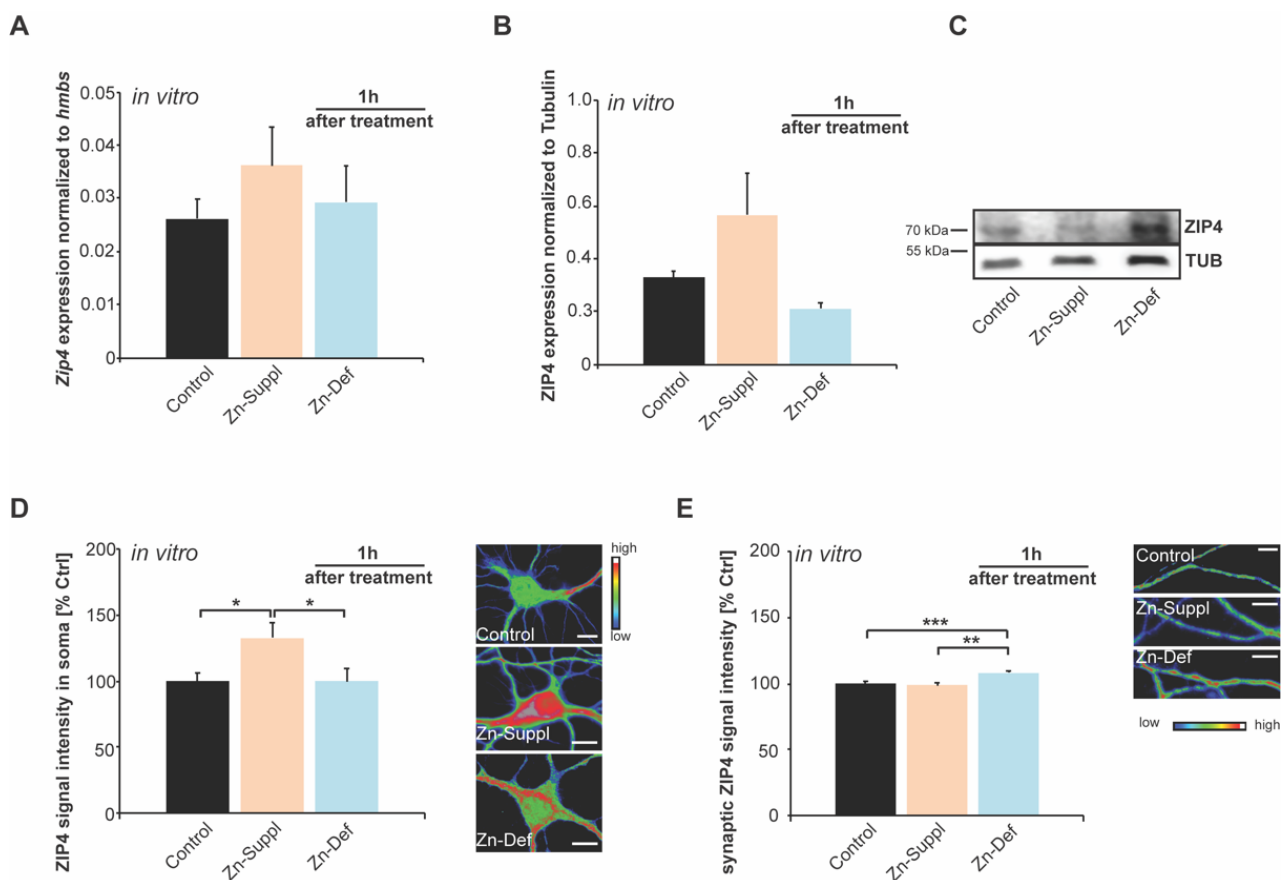 A
Zip4 expression normalized to hmbs
in vitro
1h
after treatment
0.05
0.04
0.03
0.02
0.01
0
Control
Zn-Suppl
Zn-Def
B
ZIP4 expression normalized to Tubulin
in vitro
1h
after treatment
1.0
0.8
0.6
0.4
0.3
0
Control
Zn-Suppl
Zn-Def
C
70 kDa
55 kDa
ZIP4
TUB
Control
Zn-Suppl
Zn-Def
D
ZIP4 signal intensity in soma [% Ctrl]
in vitro
1h
after treatment
200
150
100
50
0
* *
Control
Zn-Suppl
Zn-Def
high
low
Control
Zn-Suppl
Zn-Def
E
synaptic ZIP4 signal intensity [% Ctrl]
in vitro
1h
after treatment
200
150
100
50
0
***
**
Control
Zn-Suppl
Zn-Def
Control
Zn-Suppl
Zn-Def
low high